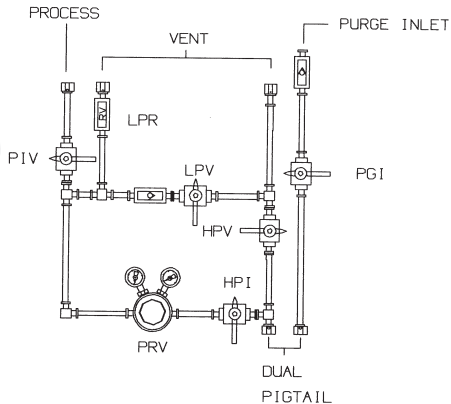 PROCESS
PURGE INLET
VENT
RV
LPR
PIV
LPV
PGI
HPV
HPI
PRV
DUAL
PIGTAIL